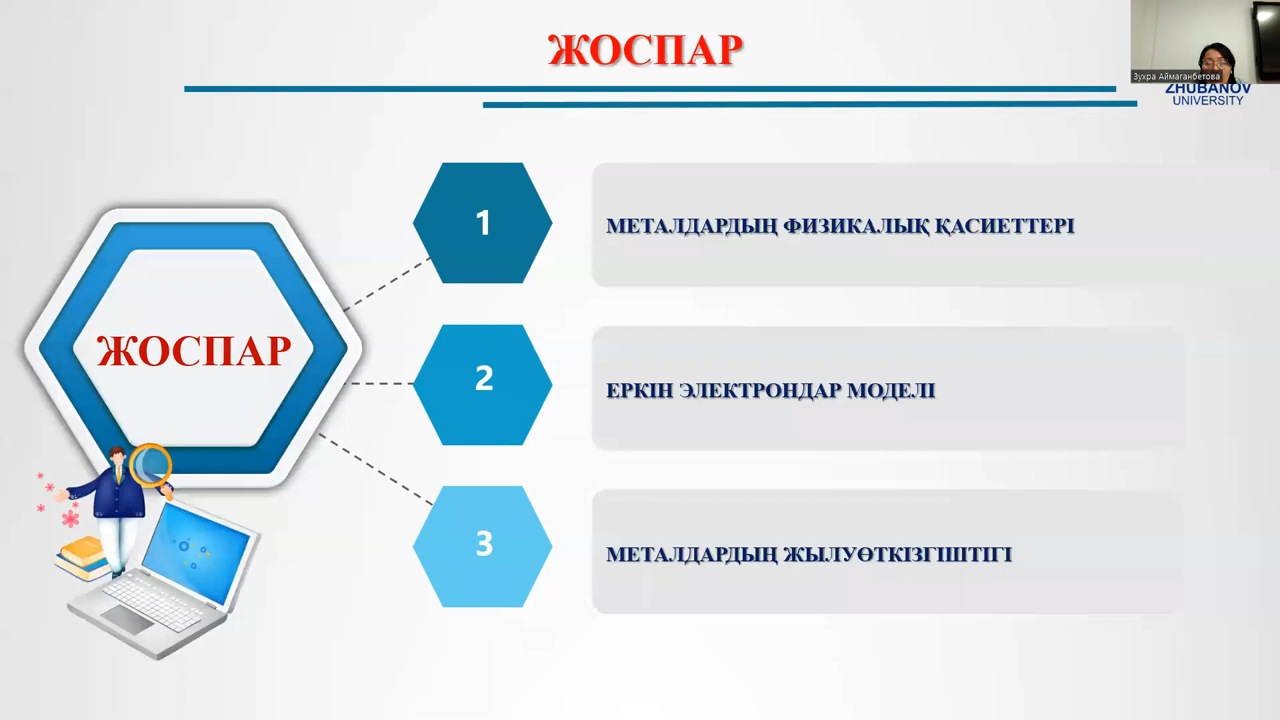 ЖОСПАР
Зухра Аймаганбетова
ZHUBANOV
UNIVERSITY
1
МЕТАЛДАРДЫҢ ФИЗИКАЛЫҚ ҚАСИЕТТЕРІ
ЖОСПАР
2
ЕРКІН ЭЛЕКТРОНДАР МОДЕЛІ
3
МЕТАЛДАРДЫҢ ЖЫЛУӨТКІЗГІШТІГІ